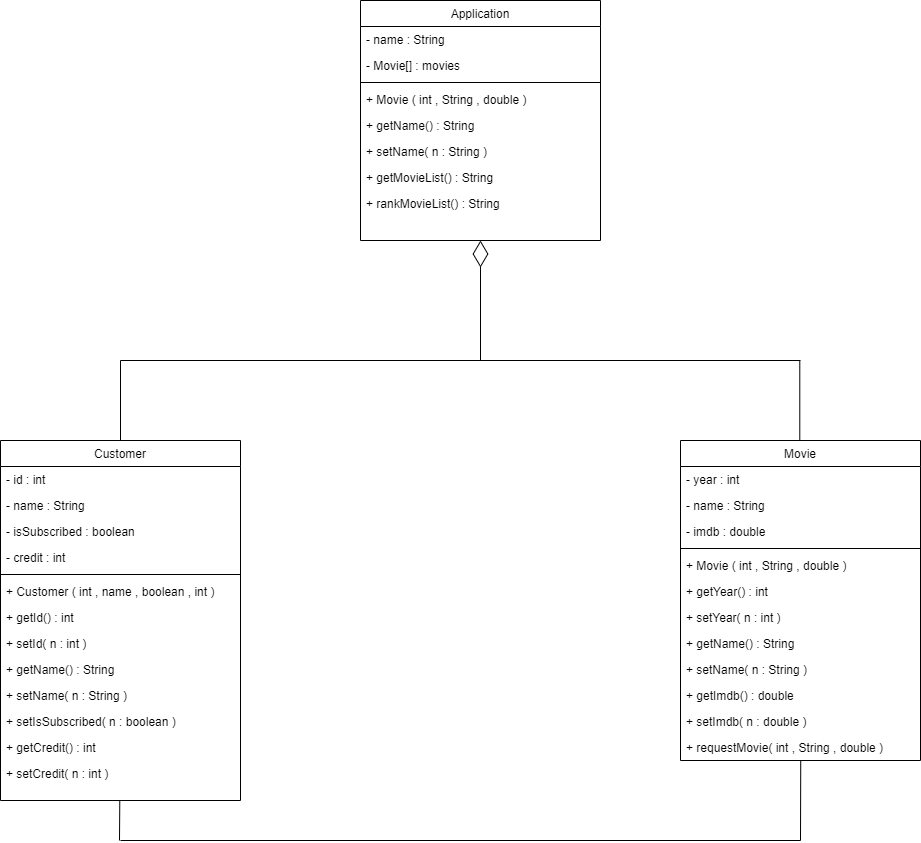 Application
- name : String
- Movie[] : movies
+ Movie ( int , String , double )
+ getName() : String
+ setName( n : String )
+ getMovieList() : String
+ rankMovieList() : String
Customer
- id : int
- name : String
- isSubscribed : boolean
- credit : int
+ Customer ( int , name , boolean , int )
+ getId() : int
+ setId( n : int )
+ getName() : String
+ setName( n : String )
+ setIsSubscribed( n : boolean )
+ getCredit() : int
+ setCredit( n : int )
Movie
- year : int
- name : String
- imdb : double
+ Movie ( int , String , double )
+ getYear() : int
+ setYear( n : int )
+ getName() : String
+ setName( n : String )
+ getImdb() : double
+ setImdb( n : double )
+ requestMovie( int , String , double )